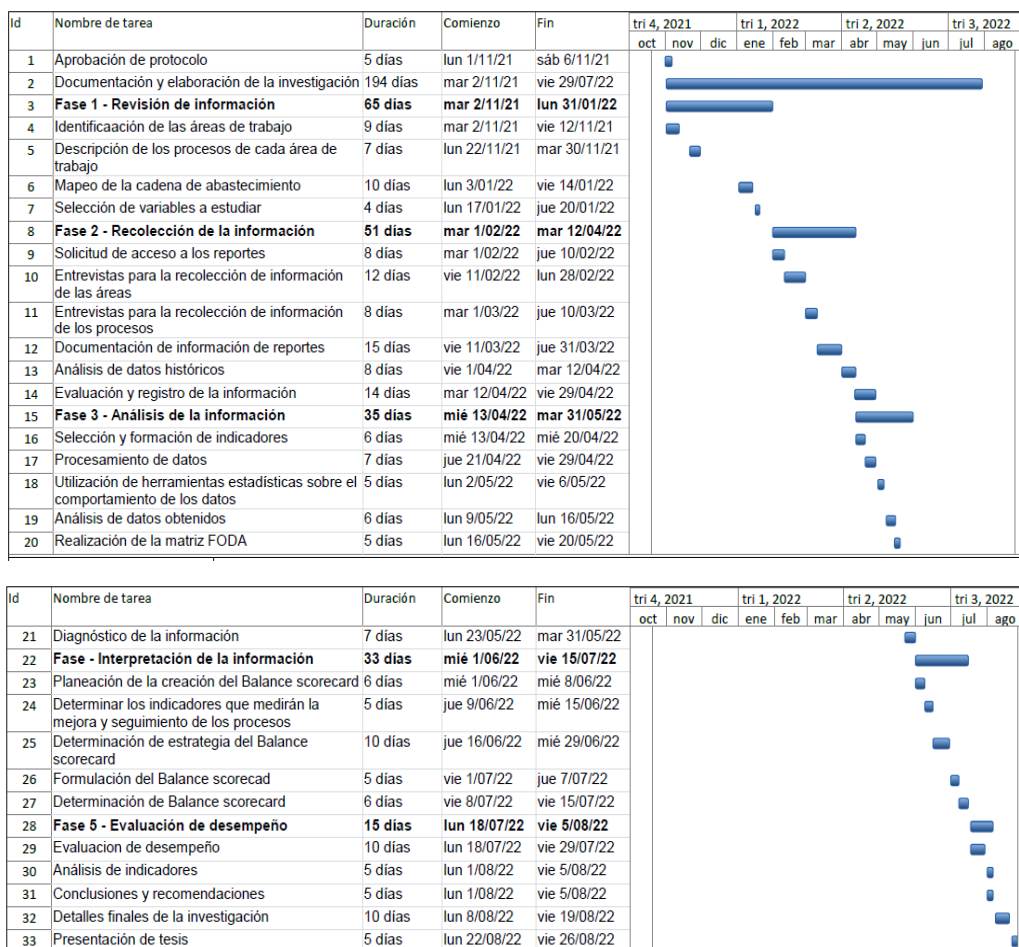 Id Nombre de tarea Duración Comienzo Fin tri 4, 2021 tri 1, 2022 tri 2, 2022 tri 3, 2022
oct nov dic ene feb mar abr may jun jul ago
1 Aprobación de protocolo 5 días lun 1/11/21 sáb 6/11/21
2 Documentación y elaboración de la investigación 194 días mar 2/11/21 vie 29/07/22
3 Fase 1 - Revisión de información 65 días mar 2/11/21 lun 31/01/22
4 Identificaación de las áreas de trabajo 9 días mar 2/11/21 vie 12/11/21
5 Descripción de los procesos de cada área de 7 días lun 22/11/21 mar 30/11/21
trabajo
6 Mapeo de la cadena de abastecimiento 10 días lun 3/01/22 vie 14/01/22
7 Selección de variables a estudiar 4 días lun 17/01/22 jue 20/01/22
8 Fase 2 - Recolección de la información 51 días mar 1/02/22 mar 12/04/22
9 Solicitud de acceso a los reportes 8 días mar 1/02/22 jue 10/02/22
10 Entrevistas para la recolección de información 12 días vie 11/02/22 lun 28/02/22
de las áreas
11 Entrevistas para la recolección de información 8 días mar 1/03/22 jue 10/03/22
de los procesos
12 Documentación de información de reportes 15 días vie 11/03/22 jue 31/03/22
13 Análisis de datos históricos 8 días vie 1/04/22 mar 12/04/22
14 Evaluación y registro de la información 14 días mar 12/04/22 vie 29/04/22
15 Fase 3 - Análisis de la información 35 días mié 13/04/22 mar 31/05/22
16 Selección y formación de indicadores 6 días mié 13/04/22 mié 20/04/22
17 Procesamiento de datos 7 días jue 21/04/22 vie 29/04/22
18 Utilización de herramientas estadísticas sobre el 5 días lun 2/05/22 vie 6/05/22
comportamiento de los datos
19 Análisis de datos obtenidos 6 días lun 9/05/22 lun 16/05/22
20 Realización de la matriz FODA 5 días lun 16/05/22 vie 20/05/22
Id Nombre de tarea Duración Comienzo Fin tri 4, 2021 tri 1, 2022 tri 2, 2022 tri 3, 2022
oct nov dic ene feb mar abr may jun jul ago
21 Diagnóstico de la información 7 días lun 23/05/22 mar 31/05/22
22 Fase - Interpretación de la información 33 días mié 1/06/22 vie 15/07/22
23 Planeación de la creación del Balance scorecard 6 días mié 1/06/22 mié 8/06/22
24 Determinar los indicadores que medirán la 5 días jue 9/06/22 mié 15/06/22
mejora y seguimiento de los procesos
25 Determinación de estrategia del Balance 10 días jue 16/06/22 mié 29/06/22
scorecard
26 Formulación del Balance scorecad 5 días vie 1/07/22 jue 7/07/22
27 Determinación de Balance scorecard 6 días vie 8/07/22 vie 15/07/22
28 Fase 5 - Evaluación de desempeño 15 días lun 18/07/22 vie 5/08/22
29 Evaluacion de desempeño 10 días lun 18/07/22 vie 29/07/22
30 Análisis de indicadores 5 días lun 1/08/22 vie 5/08/22
31 Conclusiones y recomendaciones 5 días lun 1/08/22 vie 5/08/22
32 Detalles finales de la investigación 10 días lun 8/08/22 vie 19/08/22
33 Presentación de tesis 5 días lun 22/08/22 vie 26/08/22